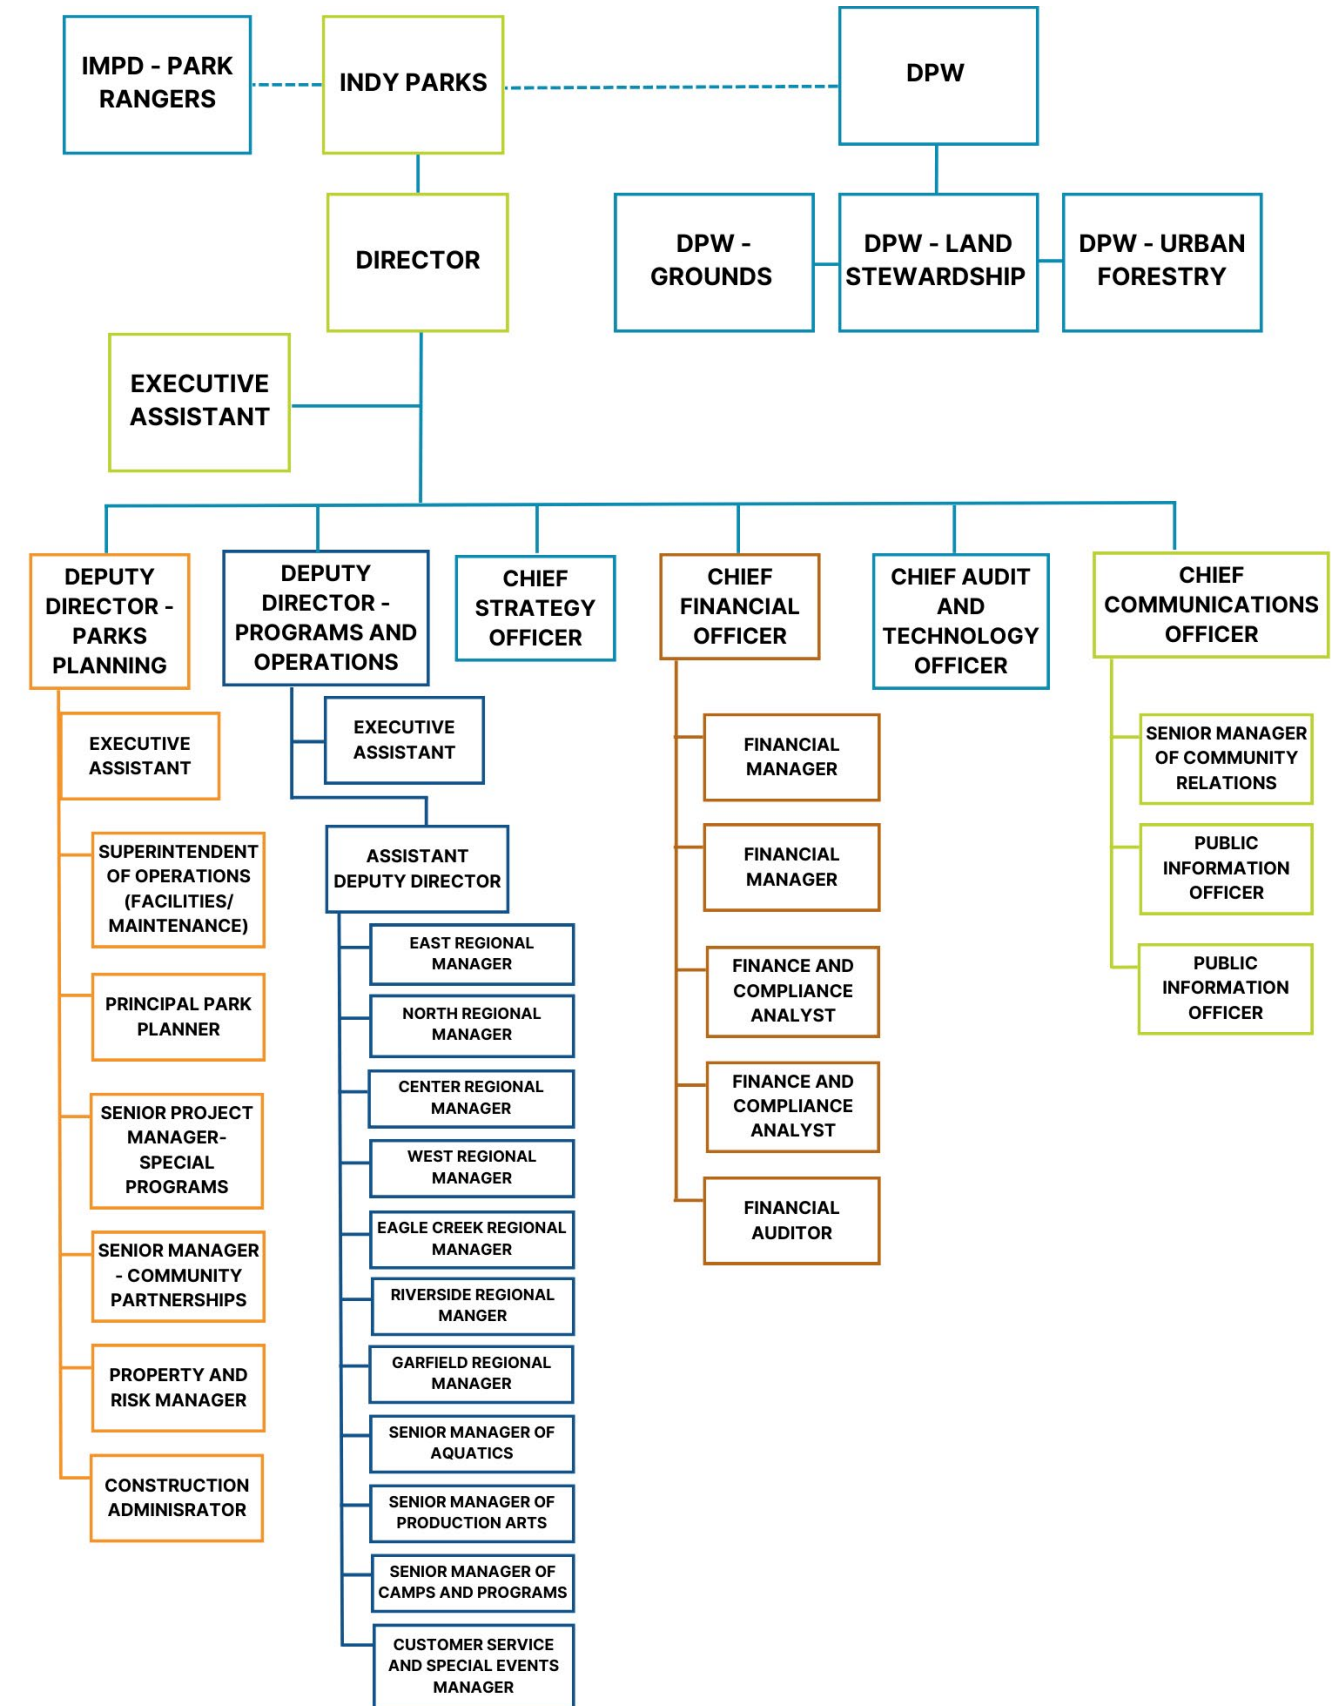 IMPD - PARK
RANGERS
INDY PARKS
DPW
DIRECTOR
DPW -
GROUNDS
DPW - LAND
STEWARDSHIP
DPW - URBAN
FORESTRY
EXECUTIVE
ASSISTANT
DEPUTY
DIRECTOR -
PARKS
PLANNING
DEPUTY
DIRECTOR -
PROGRAMS AND
OPERATIONS
CHIEF
STRATEGY
OFFICER
CHIEF
FINANCIAL
OFFICER
CHIEF AUDIT
AND
TECHNOLOGY
OFFICER
CHIEF
COMMUNICATIONS
OFFICER
EXECUTIVE
ASSISTANT
SUPERINTENDENT
OF OPERATIONS
(FACILITIES/
MAINTENANCE)
PRINCIPAL PARK
PLANNER
SENIOR PROJECT
MANAGER-
SPECIAL
PROGRAMS
SENIOR MANAGER
- COMMUNITY
PARTNERSHIPS
PROPERTY AND
RISK MANAGER
CONSTRUCTION
ADMINISRATOR
EXECUTIVE
ASSISTANT
ASSISTANT
DEPUTY DIRECTOR
EAST REGIONAL
MANAGER
NORTH REGIONAL
MANAGER
CENTER REGIONAL
MANAGER
WEST REGIONAL
MANAGER
EAGLE CREEK REGIONAL
MANAGER
RIVERSIDE REGIONAL
MANGER
GARFIELD REGIONAL
MANAGER
SENIOR MANAGER OF
AQUATICS
SENIOR MANAGER OF
PRODUCTION ARTS
SENIOR MANAGER OF
CAMPS AND PROGRAMS
CUSTOMER SERVICE
AND SPECIAL EVENTS
MANAGER
FINANCIAL
MANAGER
FINANCIAL
MANAGER
FINANCE AND
COMPLIANCE
ANALYST
FINANCE AND
COMPLIANCE
ANALYST
FINANCIAL
AUDITOR
SENIOR MANAGER
OF COMMUNITY
RELATIONS
PUBLIC
INFORMATION
OFFICER
PUBLIC
INFORMATION
OFFICER